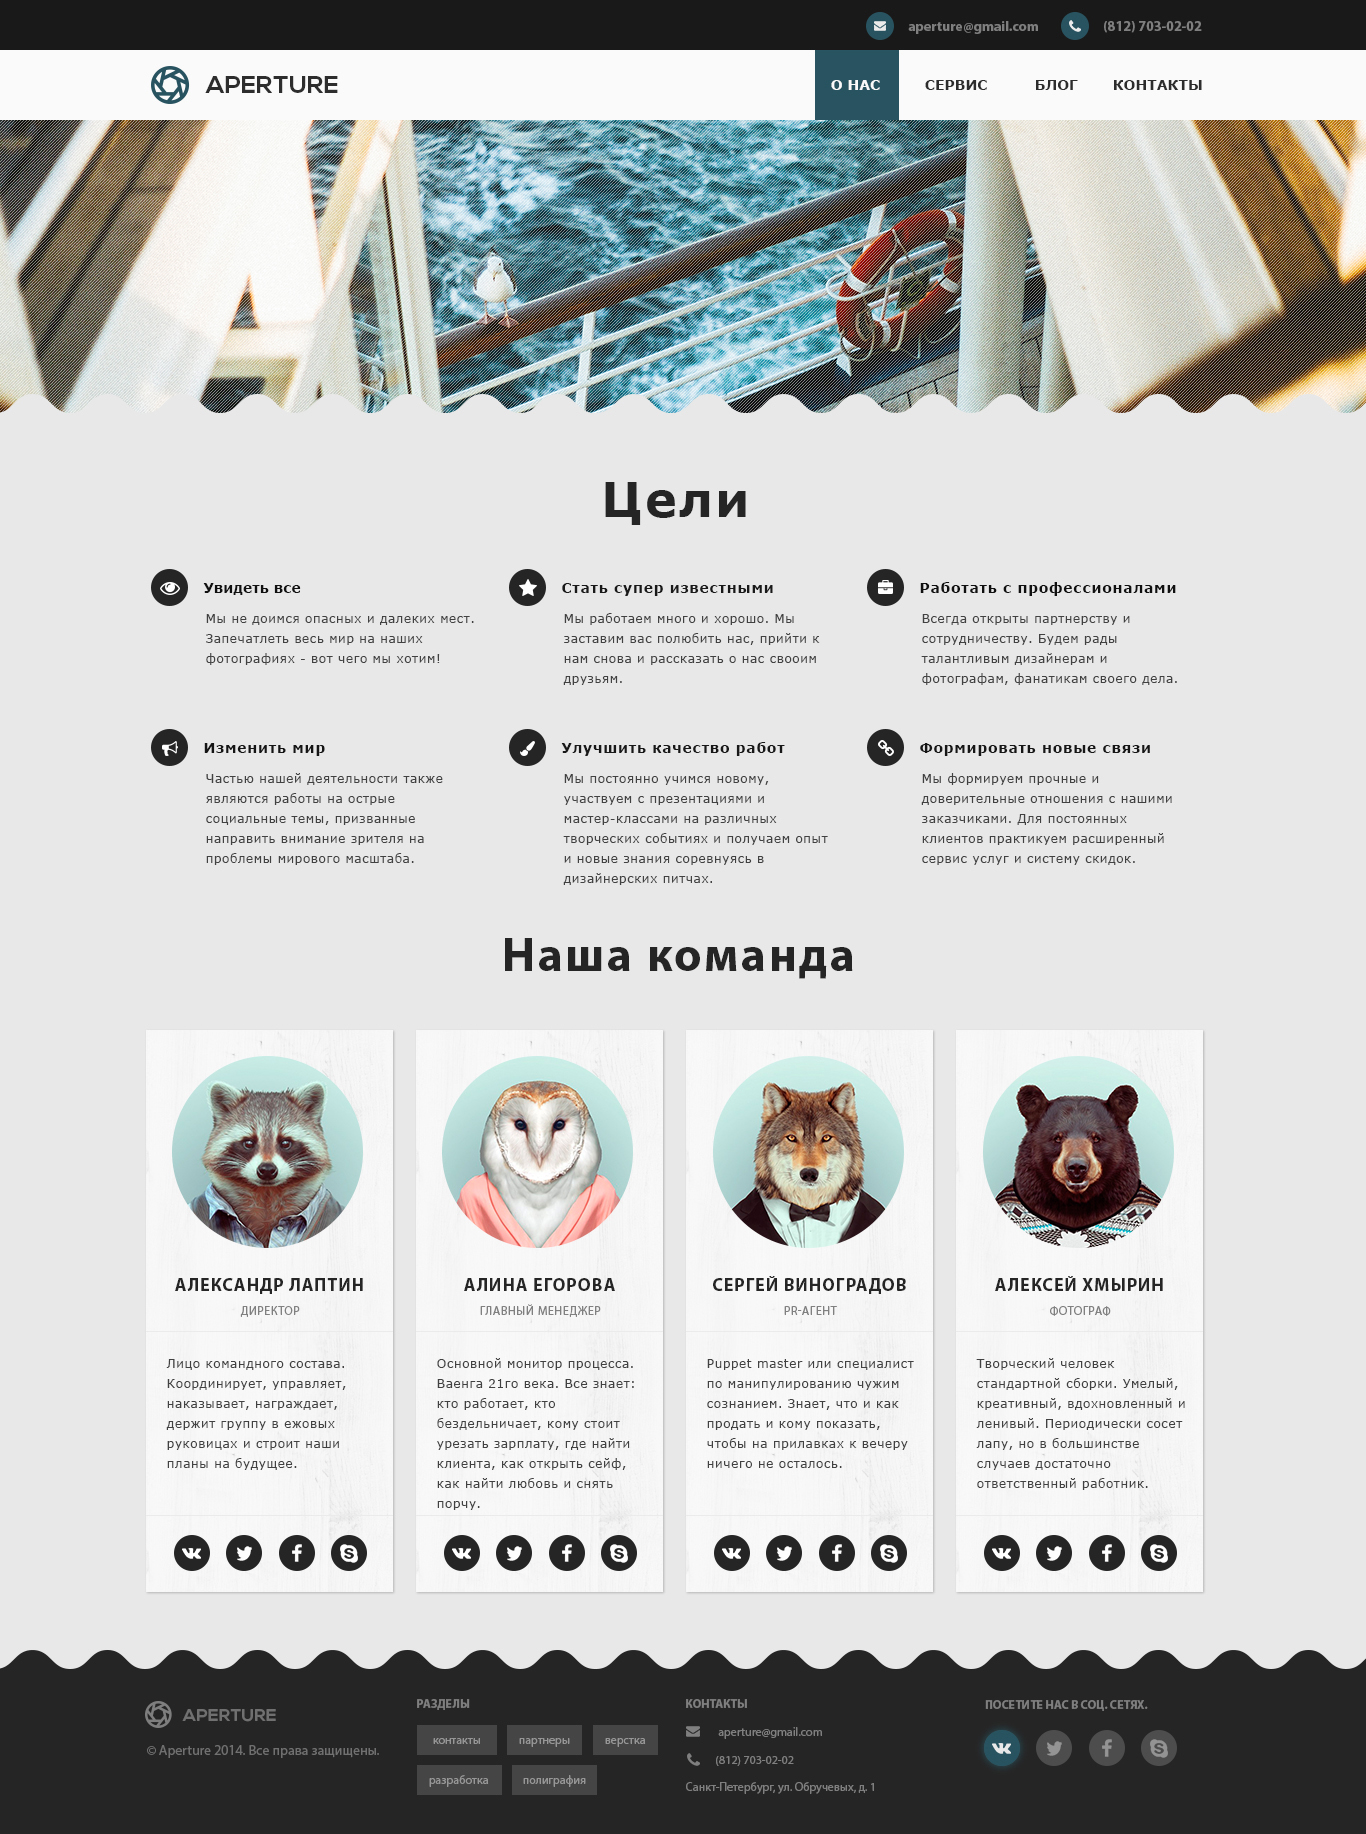 aperture@gmail.com (812) 703-02-02
APERTURE
О НАС СЕРВИС БЛОГ КОНТАКТЫ
Цели
Увидеть все
Мы не доимся опасных и далеких мест.
Запечатлеть весь мир на наших
фотографиях - вот чего мы хотим!
Стать супер известными
Мы работаем много и хорошо. Мы
заставим вас полюбить нас, прийти к
нам снова и рассказать о нас свооим
друзьям.
Работать с профессионалами
Всегда открыты партнерству и
сотрудничеству. Будем рады
талантливым дизайнерам и
фотографам, фанатикам своего дела.
Изменить мир
Частью нашей деятельности также
являются работы на острые
социальные темы, призванные
направить внимание зрителя на
проблемы мирового масштаба.
Улучшить качество работ
Мы постоянно учимся новому,
участвуем с презентациями и
мастер-классами на различных
творческих событиях и получаем опыт
и новые знания соревнуясь в
дизайнерских питчах.
Формировать новые связи
Мы формируем прочные и
доверительные отношения с нашими
заказчиками. Для постоянных
клиентов практикуем расширенный
сервис услуг и систему скидок.
Наша команда
АЛЕКСАНДР ЛАПТИН
ДИРЕКТОР
Лицо командного состава.
Координирует, управляет,
наказывает, награждает,
держит группу в ежовых
руковицах и строит наши
планы на будущее.
АЛИНА ЕГОРОВА
ГЛАВНЫЙ МЕНЕДЖЕР
Основной монитор процесса.
Ваенга 21го века. Все знает:
кто работает, кто
бездельничает, кому стоит
урезать зарплату, где найти
клиента, как открыть сейф,
как найти любовь и снять
порчу.
СЕРГЕЙ ВИНОГРАДОВ
PR-АГЕНТ
Puppet master или специалист
по манипулированию чужим
сознанием. Знает, что и как
продать и кому показать,
чтобы на прилавках к вечеру
ничего не осталось.
АЛЕКСЕЙ ХМЫРИН
ФОТОГРАФ
Творческий человек
стандартной сборки. Умелый,
креативный, вдохновленный и
ленивый. Периодически сосет
лапу, но в большинстве
случаев достаточно
ответственный работник.
APERTURE
© Aperture 2014. Все права защищены.
РАЗДЕЛЫ
контакты партнеры верстка
разработка полиграфия
КОНТАКТЫ
aperture@gmail.com
(812) 703-02-02
Санкт-Петербург, ул. Обручевых, д. 1
ПОСЕТИТЕ НАС В СОЦ. СЕТЯХ.